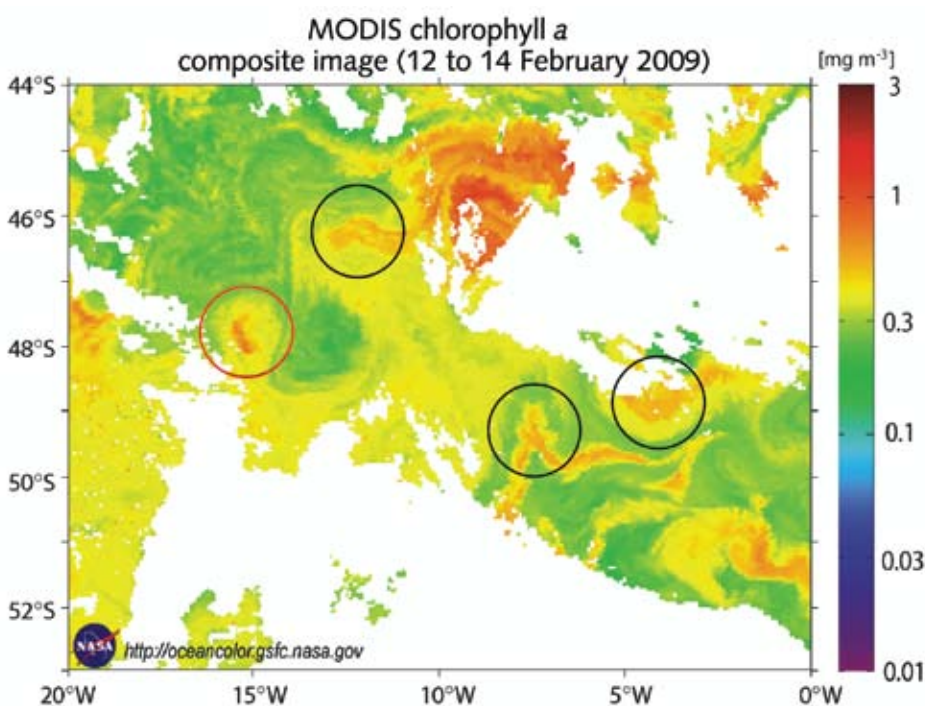 MODIS chlorophyll a
composite image (12 to 14 February 2009)
[mg m⁻³]
44°S
46°S
48°S
50°S
52°S
3
1
0.3
0.1
0.03
0.01
NASA
http://oceancolor.gsfc.nasa.gov
20°W
15°W
10°W
5°W
0°W